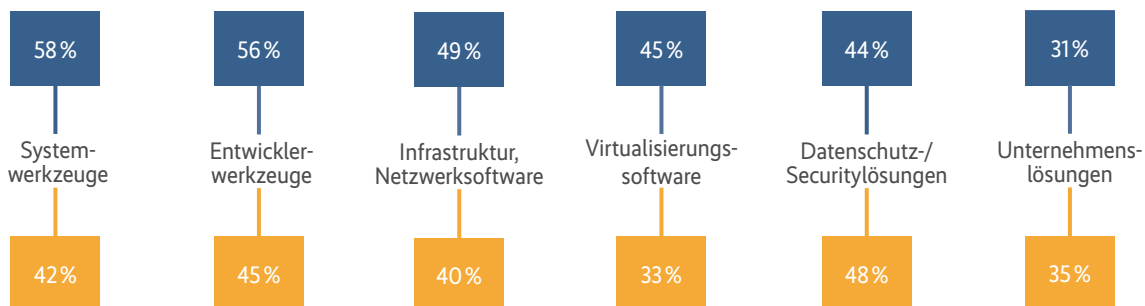 58 %
56 %
49 %
45 %
44 %
31 %
System-
werkzeuge
Entwickler-
werkzeuge
Infrastruktur,
Netzwerksoftware
Virtualisierungs-
software
Datenschutz-/
Securitylösungen
Unternehmens-
lösungen
42 %
45 %
40 %
33 %
48 %
35 %